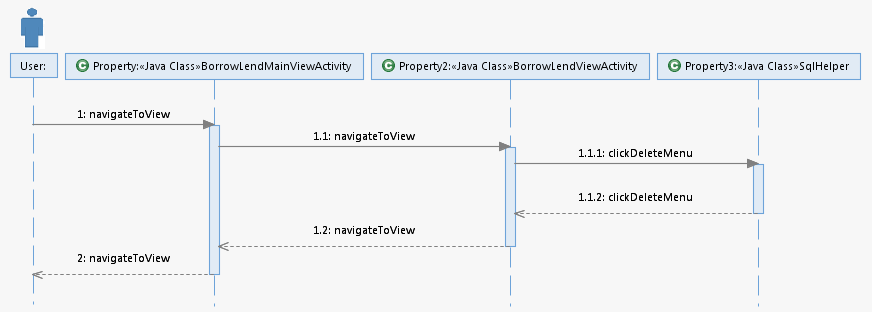 User:
C Property:«Java Class»BorrowLendMainViewActivity
C Property2:«Java Class»BorrowLendViewActivity
C Property3:«Java Class»SqlHelper
1: navigateToView
1.1: navigateToView
1.1.1: clickDeleteMenu
1.1.2: clickDeleteMenu
1.2: navigateToView
2: navigateToView